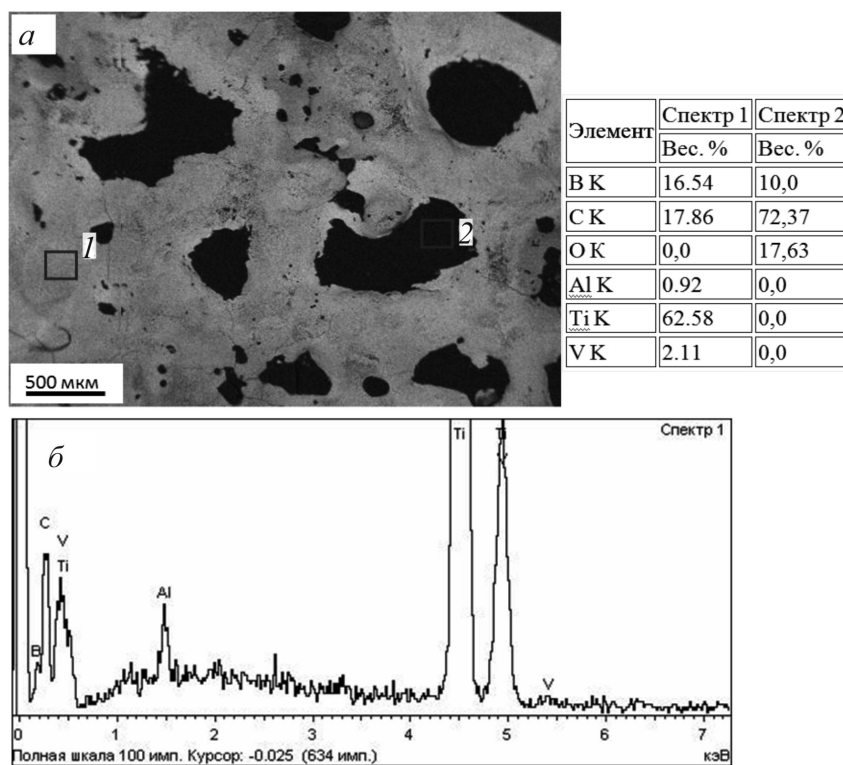 а
1
2
500 мкм
Элемент Спектр 1 Спектр 2
Вес. % Вес. %
B K 16.54 10,0
C K 17.86 72,37
O K 0,0 17,63
Al K 0.92 0,0
Ti K 62.58 0,0
V K 2.11 0,0
б
Спектр 1
Ti Ti
V
C
V
Ti
Al
B
V
0 1 2 3 4 5 6 7
Полная шкала 100 имп. Курсор: -0.025 (634 имп.) кэВ